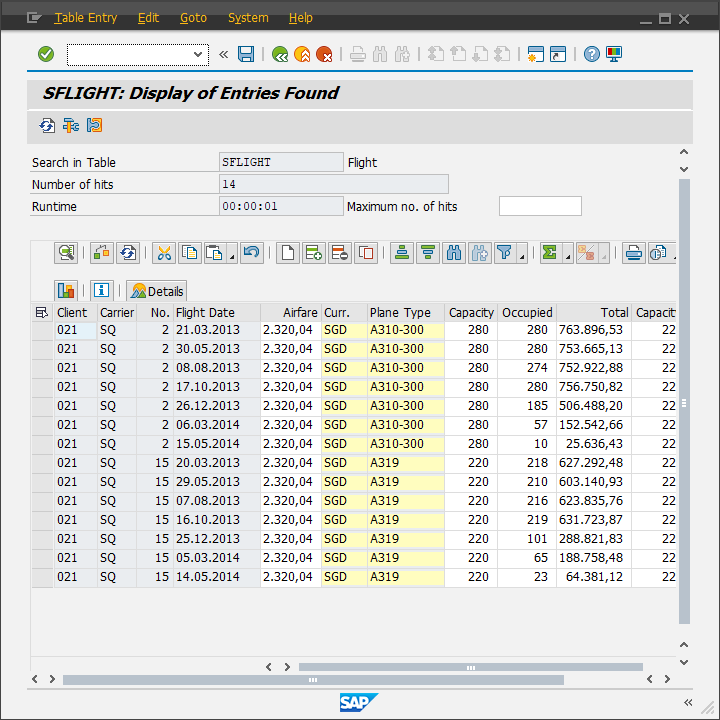 Table Entry Edit Goto System Help
SFLIGHT: Display of Entries Found
Search in Table SFLIGHT Flight
Number of hits 14
Runtime 00:00:01 Maximum no. of hits
Details
Client Carrier No. Flight Date Airfare Curr. Plane Type Capacity Occupied Total Capacit
021 SQ 2 21.03.2013 2.320,04 SGD A310-300 280 280 763.896,53 22
021 SQ 2 30.05.2013 2.320,04 SGD A310-300 280 280 753.665,13 22
021 SQ 2 08.08.2013 2.320,04 SGD A310-300 280 274 752.922,88 22
021 SQ 2 17.10.2013 2.320,04 SGD A310-300 280 280 756.750,82 22
021 SQ 2 26.12.2013 2.320,04 SGD A310-300 280 185 506.488,20 22
021 SQ 2 06.03.2014 2.320,04 SGD A310-300 280 57 152.542,66 22
021 SQ 2 15.05.2014 2.320,04 SGD A310-300 280 10 25.636,43 22
021 SQ 15 20.03.2013 2.320,04 SGD A319 220 218 627.292,48 22
021 SQ 15 29.05.2013 2.320,04 SGD A319 220 210 603.140,93 22
021 SQ 15 07.08.2013 2.320,04 SGD A319 220 216 623.835,76 22
021 SQ 15 16.10.2013 2.320,04 SGD A319 220 219 631.723,87 22
021 SQ 15 25.12.2013 2.320,04 SGD A319 220 101 288.821,83 22
021 SQ 15 05.03.2014 2.320,04 SGD A319 220 65 188.758,48 22
021 SQ 15 14.05.2014 2.320,04 SGD A319 220 23 64.381,12 22
SAP